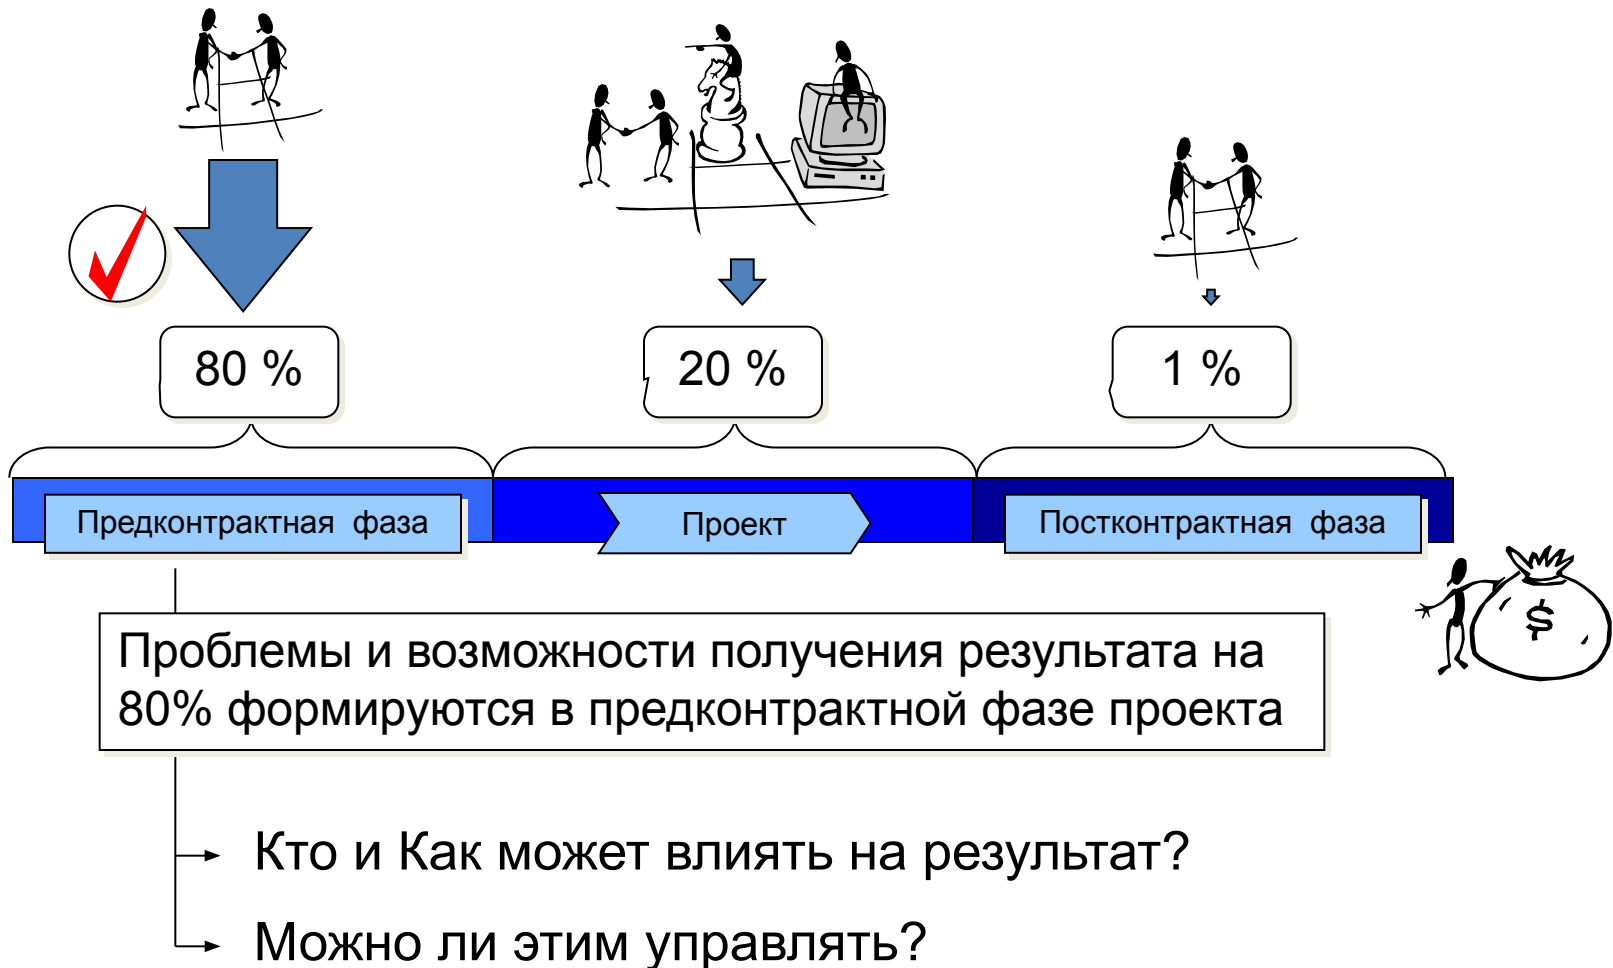 80 %
20 %
1 %
Предконтрактная фаза
Проект
Постконтрактная фаза
$
Проблемы и возможности получения результата на
80% формируются в предконтрактной фазе проекта
Кто и Как может влиять на результат?
Можно ли этим управлять?